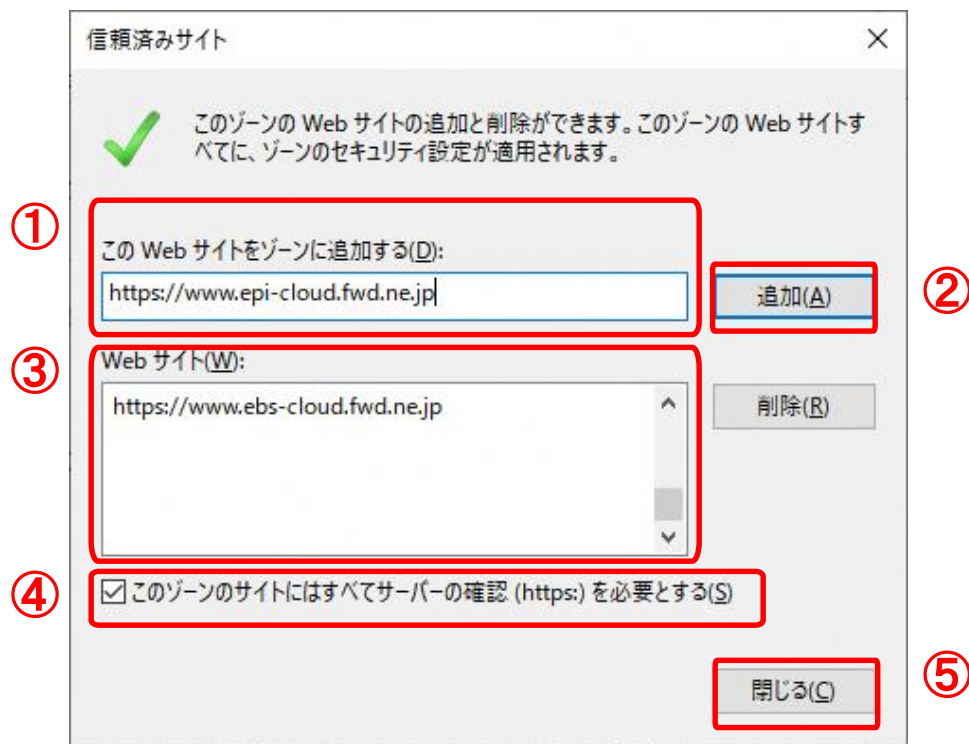 信頼済みサイト
このゾーンの Web サイトの追加と削除ができます。このゾーンの Web サイトす
べてに、ゾーンのセキュリティ設定が適用されます。
①
この Web サイトをゾーンに追加する(D):
https://www.epi-cloud.fwd.ne.jp
追加(A)
②
③
Web サイト(W):
https://www.ebs-cloud.fwd.ne.jp
削除(R)
④
このゾーンのサイトにはすべてサーバーの確認 (https:) を必要とする(S)
閉じる(C)
⑤